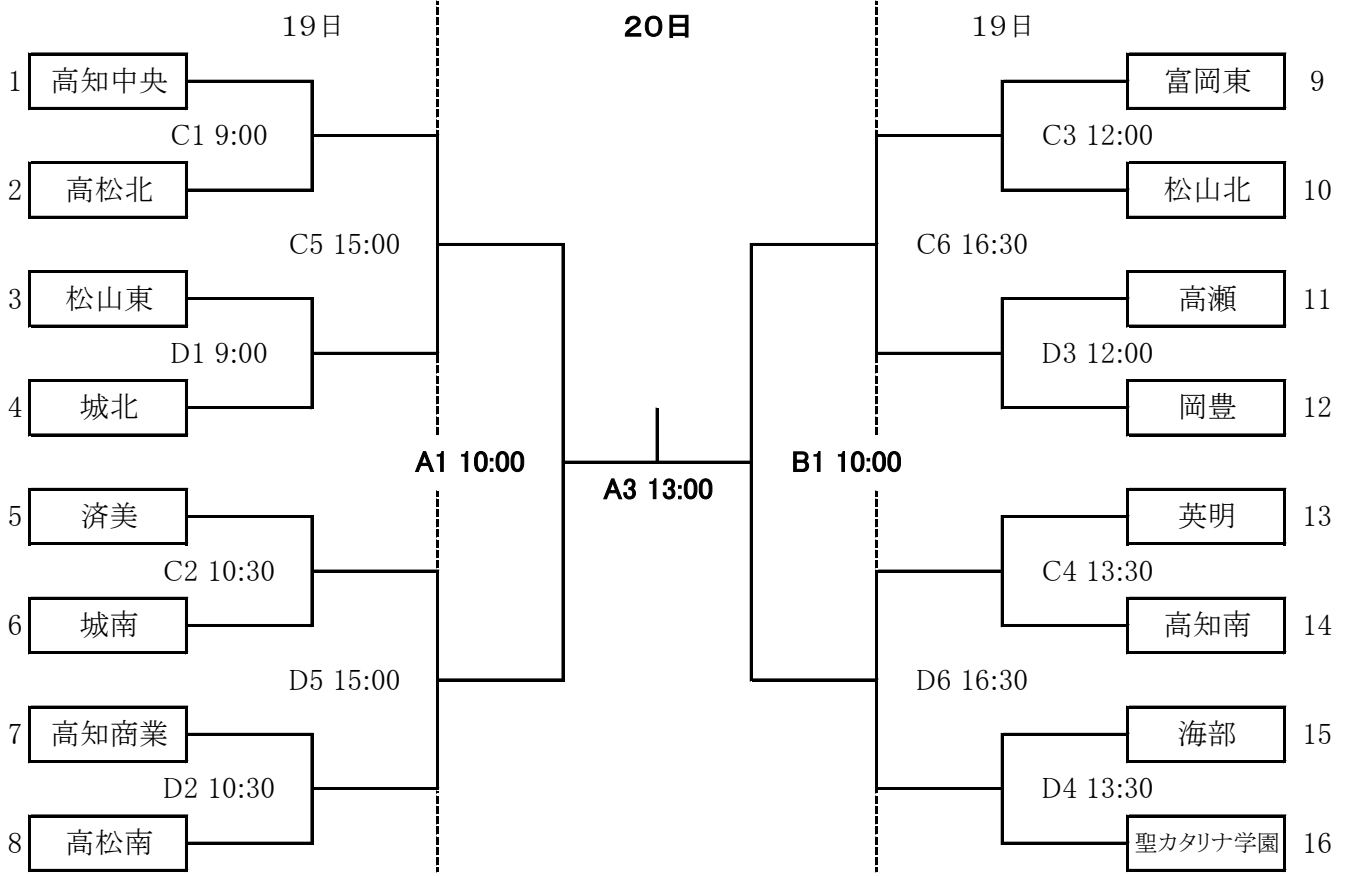 19日
20日
19日
1 高知中央
C1 9:00
2 高松北
C5 15:00
3 松山東
D1 9:00
4 城北
A1 10:00
5 済美
C2 10:30
6 城南
D5 15:00
7 高知商業
D2 10:30
8 高松南
A3 13:00
富岡東 9
C3 12:00
松山北 10
C6 16:30
高瀬 11
D3 12:00
岡豊 12
B1 10:00
英明 13
C4 13:30
高知南 14
D6 16:30
海部 15
D4 13:30
聖カタリナ学園 16